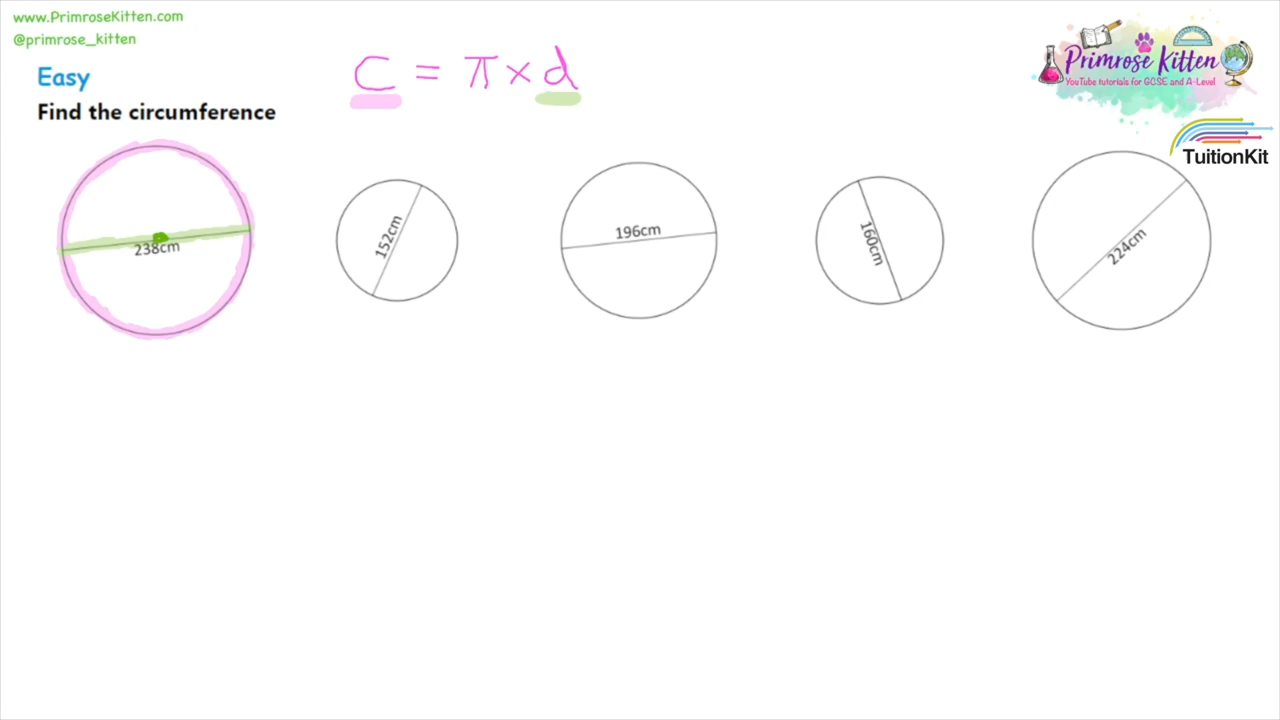 www.PrimroseKitten.com
@primrose_kitten
Easy
C = π × d
Find the circumference
Primrose Kitten
YouTube tutorials for GCSE and A-Level
TuitionKit
238cm
152cm
196cm
160cm
224cm